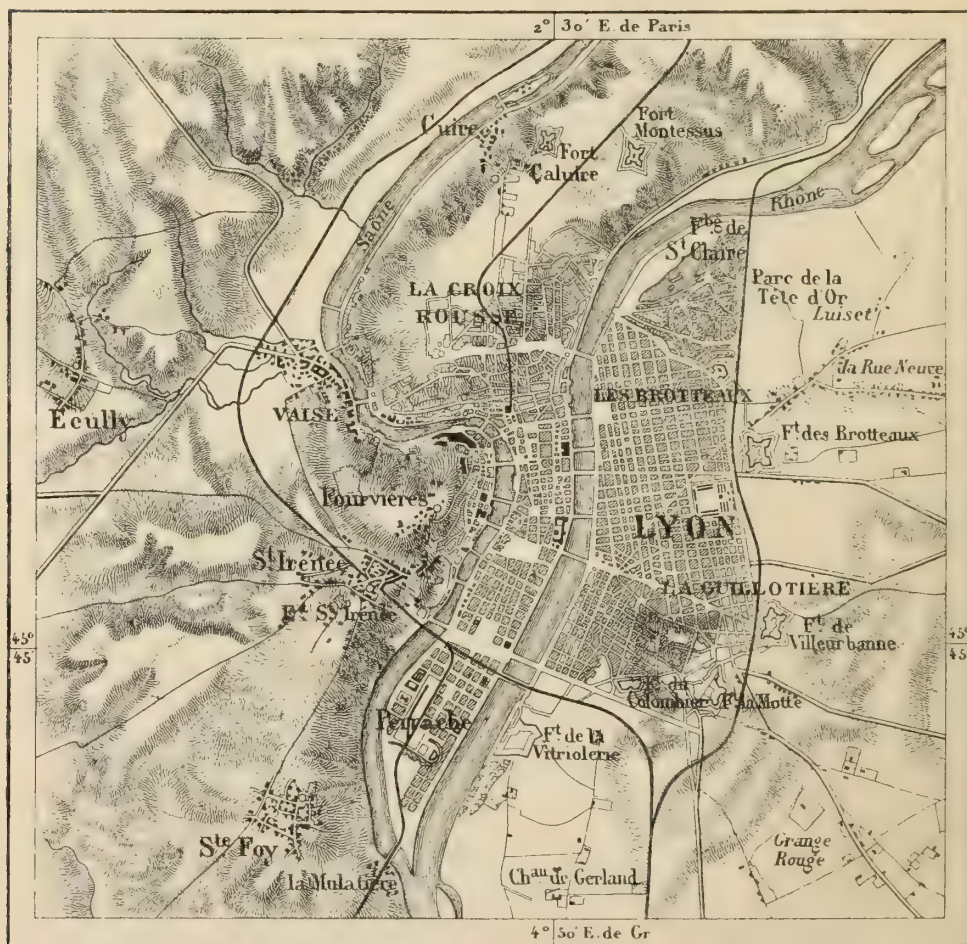 2° 30' E. de Paris
Cuire
Fort
Caluire
Fort
Montessus
Saône
Rhône
Fbg de
St Claire
LA CROIX
ROUSSE
Parc de la
Tête d'Or
Luiset
la Rue Neuve
Ecully
VAISE
LES BROTTEAUX
Ft des Brotteaux
Fourvières
LYON
St Irénée
Ft St Irénée
LA GUILLOTIÈRE
45°
45'
45°
45'
Ft de
Villeurbanne
Ft du
Colombier
Ft la Motte
Perrache
Ft de la
Vitriolerie
Grange
Rouge
Ste Foy
la Mulatière
Chau de Gerland
4° 50' E. de Gr